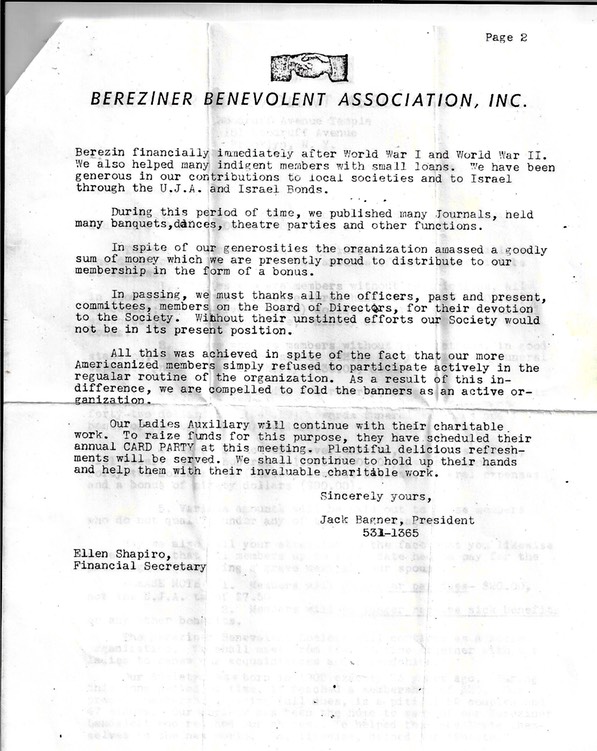 Page 2
BEREZINER BENEVOLENT ASSOCIATION, INC.
Berezin financially immediately after World War I and World War II.
We also helped many indigent members with small loans. We have been
generous in our contributions to local societies and to Israel
through the U.J.A. and Israel Bonds.
During this period of time, we published many Journals, held
many banquets,dances, theatre parties and other functions.
In spite of our generosities the organization amassed a goodly
sum of money which we are presently proud to distribute to our
membership in the form of a bonus.
In passing, we must thanks all the officers, past and present,
committees, members on the Board of Directors, for their devotion
to the Society. Without their unstinted efforts our Society would
not be in its present position.
All this was achieved in spite of the fact that our more
Americanized members simply refused to participate actively in the
regualar routine of the organization. As a result of this in-
difference, we are compelled to fold the banners as an active or-
ganization.
Our Ladies Auxiliary will continue with their charitable
work. To raize funds for this purpose, they have scheduled their
annual CARD PARTY at this meeting. Plentiful delicious refresh-
ments will be served. We shall continue to hold up their hands
and help them with their invaluable charitable work.
Sincerely yours,
Jack Bagner, President
531-1365
Ellen Shapiro,
Financial Secretary